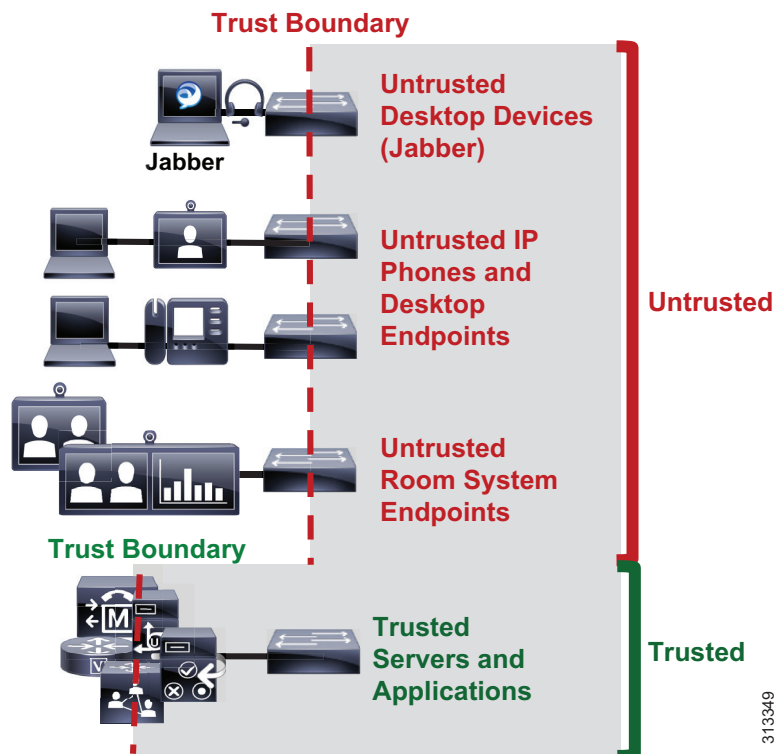 Trust Boundary
Untrusted
Desktop Devices
(Jabber)
Jabber
Untrusted IP
Phones and
Desktop
Endpoints
Untrusted
Untrusted
Room System
Endpoints
Trust Boundary
M
V
Trusted
Servers and
Applications
Trusted
313349